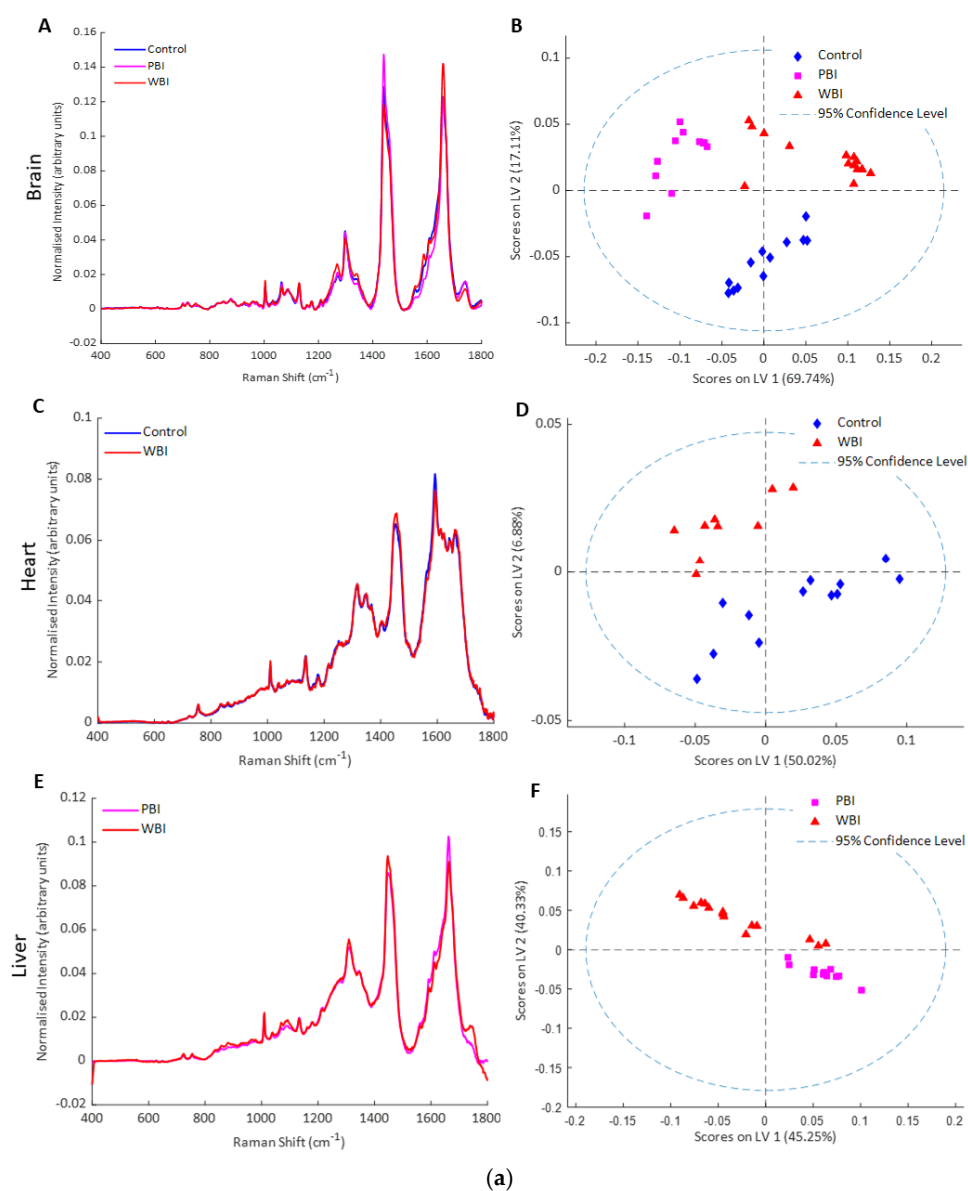 A
Control
PBI
WBI
Brain
Normalised Intensity (arbitrary units)
0.16
0.14
0.12
0.1
0.08
0.06
0.04
0.02
0
-0.02
400
600
800
1000
1200
1400
1600
1800
Raman Shift (cm-1)
B
Control
PBI
WBI
95% Confidence Level
Scores on LV 2 (17.11%)
0.1
0.05
0
-0.05
-0.1
-0.2
-0.15
-0.1
-0.05
0
0.05
0.1
0.15
0.2
Scores on LV 1 (69.74%)
C
Control
WBI
Heart
Normalised Intensity (arbitrary units)
0.1
0.08
0.06
0.04
0.02
0
400
600
800
1000
1200
1400
1600
1800
Raman Shift (cm-1)
D
Control
WBI
95% Confidence Level
Scores on LV 2 (6.88%)
0.05
0
-0.05
-0.1
-0.05
0
0.05
0.1
Scores on LV 1 (50.02%)
E
PBI
WBI
Liver
Normalised Intensity (arbitrary units)
0.12
0.1
0.08
0.06
0.04
0.02
0
-0.02
400
600
800
1000
1200
1400
1600
1800
Raman Shift (cm-1)
F
PBI
WBI
95% Confidence Level
Scores on LV 2 (40.33%)
0.15
0.1
0.05
0
-0.05
-0.1
-0.15
-0.2
-0.2
-0.15
-0.1
-0.05
0
0.05
0.1
0.15
0.2
Scores on LV 1 (45.25%)
(a)